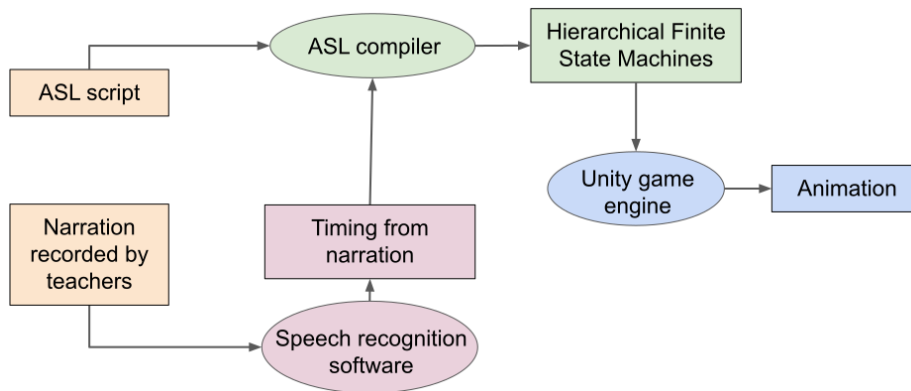 ASL script
ASL compiler
Hierarchical Finite
State Machines
Unity game
engine
Animation
Narration
recorded by
teachers
Timing from
narration
Speech recognition
software